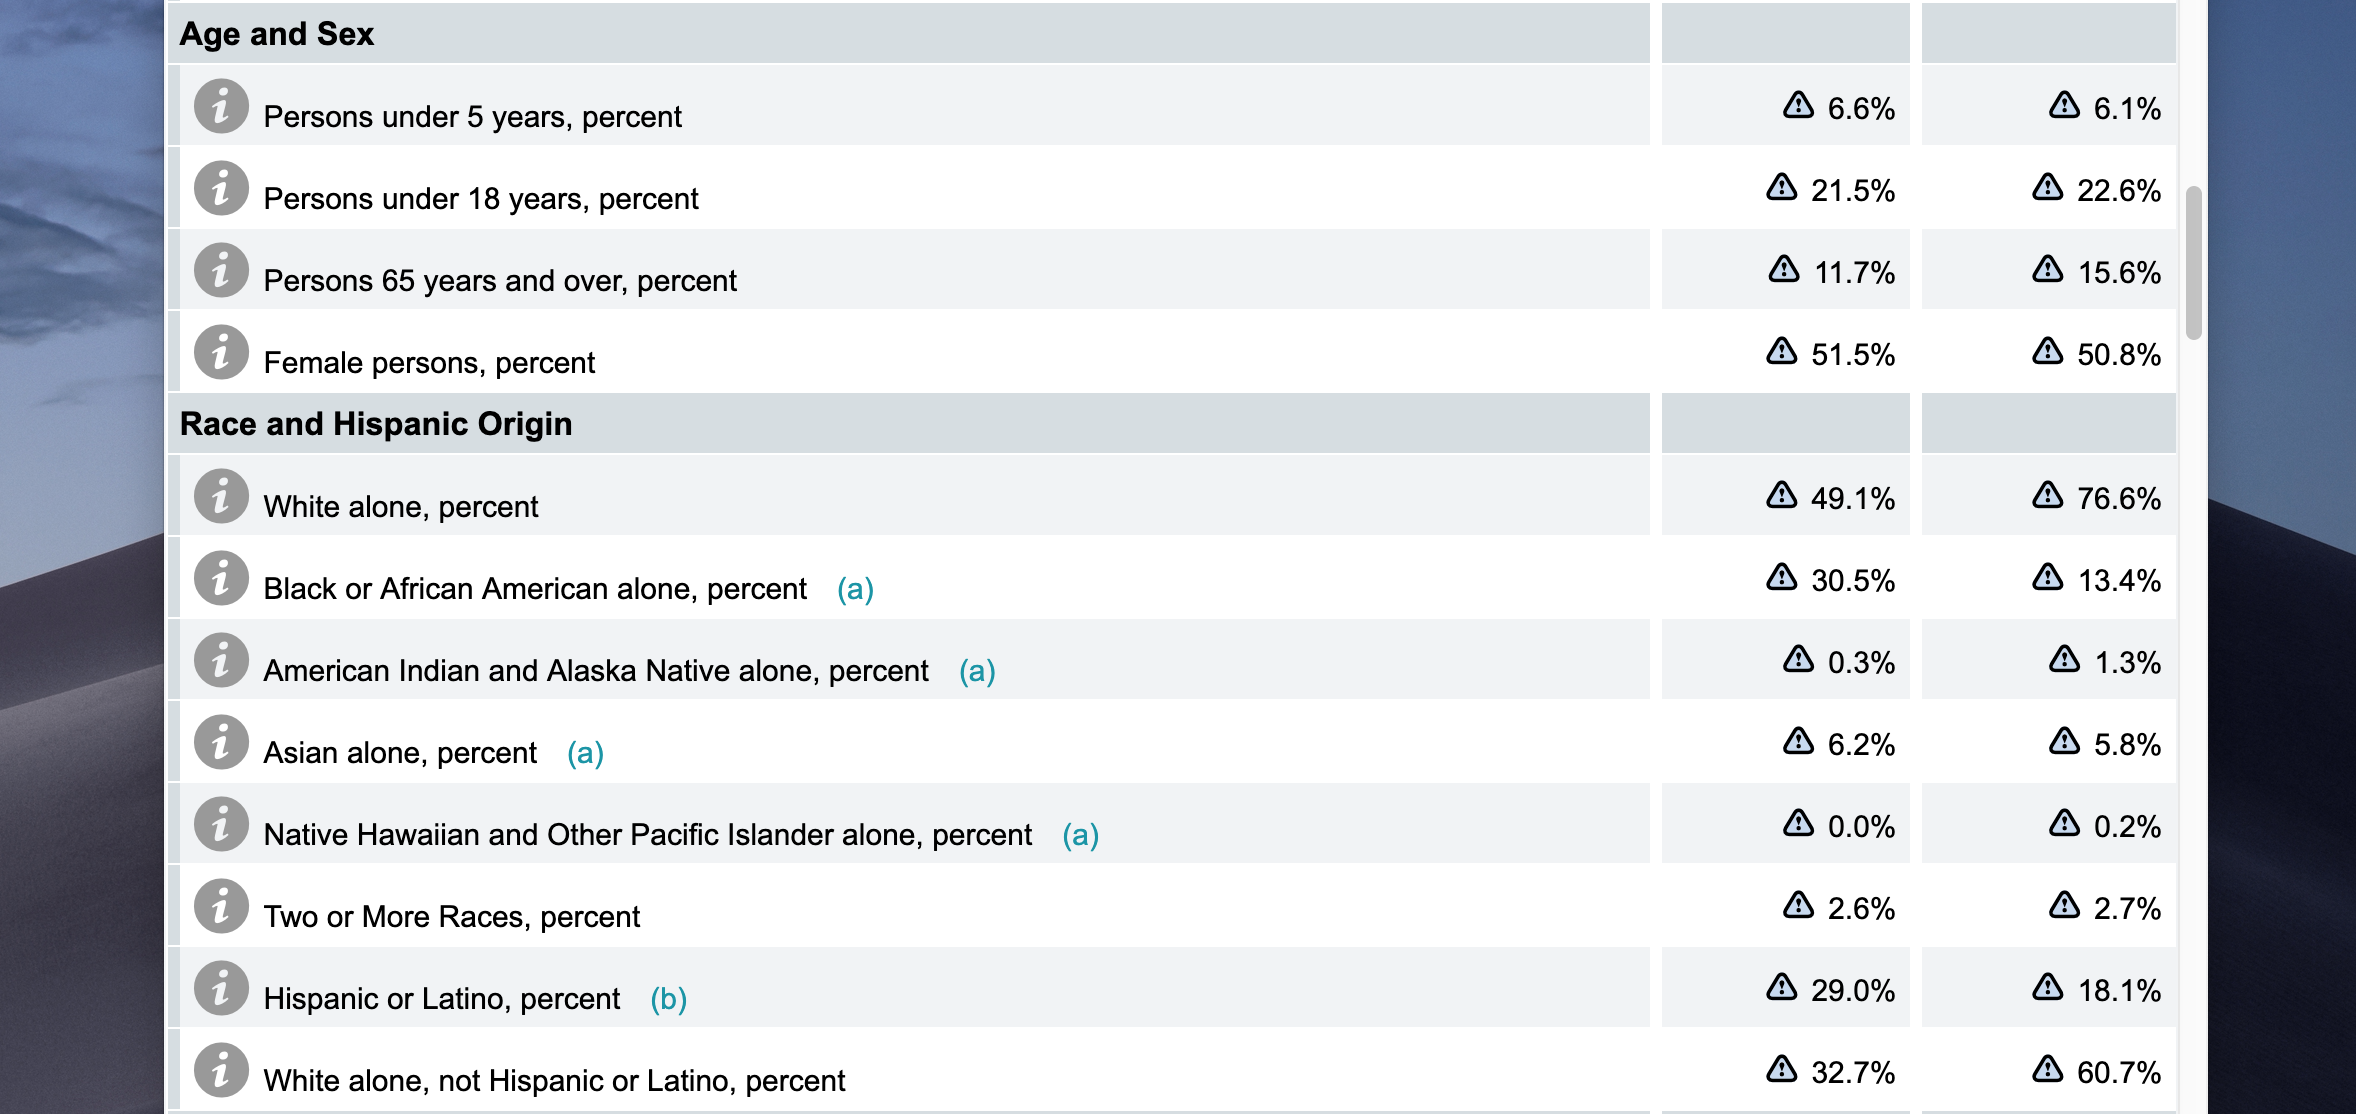 Age and Sex
Persons under 5 years, percent 6.6% 6.1%
Persons under 18 years, percent 21.5% 22.6%
Persons 65 years and over, percent 11.7% 15.6%
Female persons, percent 51.5% 50.8%
Race and Hispanic Origin
White alone, percent 49.1% 76.6%
Black or African American alone, percent (a) 30.5% 13.4%
American Indian and Alaska Native alone, percent (a) 0.3% 1.3%
Asian alone, percent (a) 6.2% 5.8%
Native Hawaiian and Other Pacific Islander alone, percent (a) 0.0% 0.2%
Two or More Races, percent 2.6% 2.7%
Hispanic or Latino, percent (b) 29.0% 18.1%
White alone, not Hispanic or Latino, percent 32.7% 60.7%